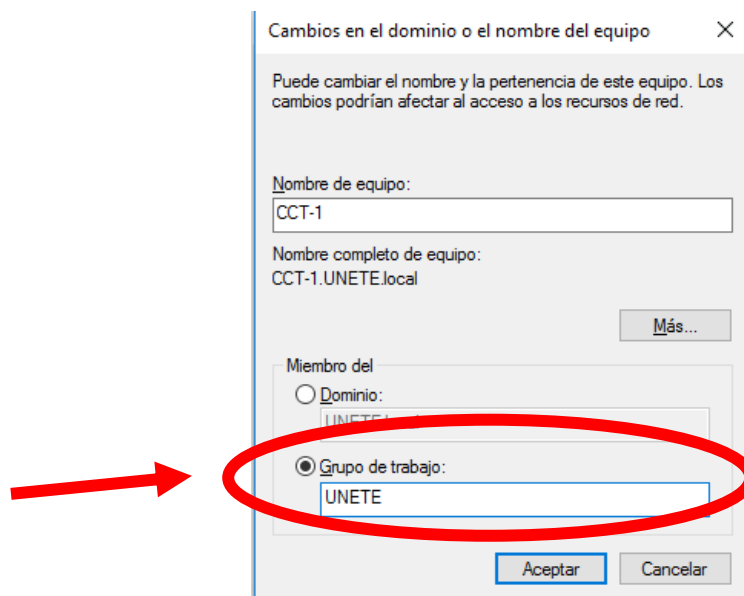 Cambios en el dominio o el nombre del equipo
Puede cambiar el nombre y la pertenencia de este equipo. Los
cambios podrían afectar al acceso a los recursos de red.
Nombre de equipo:
CCT-1
Nombre completo de equipo:
CCT-1.UNETE.local
Más...
Miembro del
Dominio:
Grupo de trabajo:
UNETE
Aceptar
Cancelar